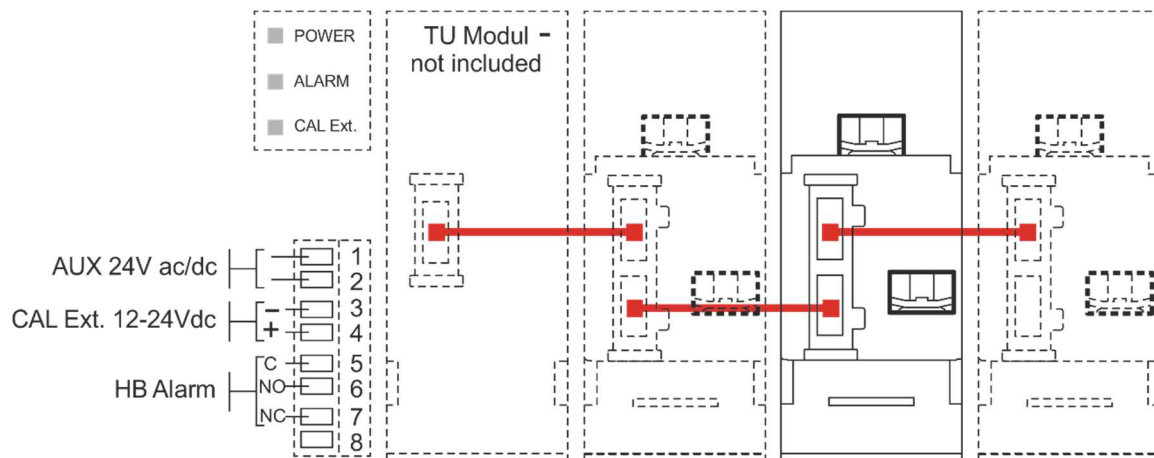 POWER
ALARM
CAL Ext.
TU Modul -
not included
AUX 24V ac/dc
1
2
CAL Ext. 12-24Vdc
- 3
+ 4
HB Alarm
C 5
NO 6
NC 7
8